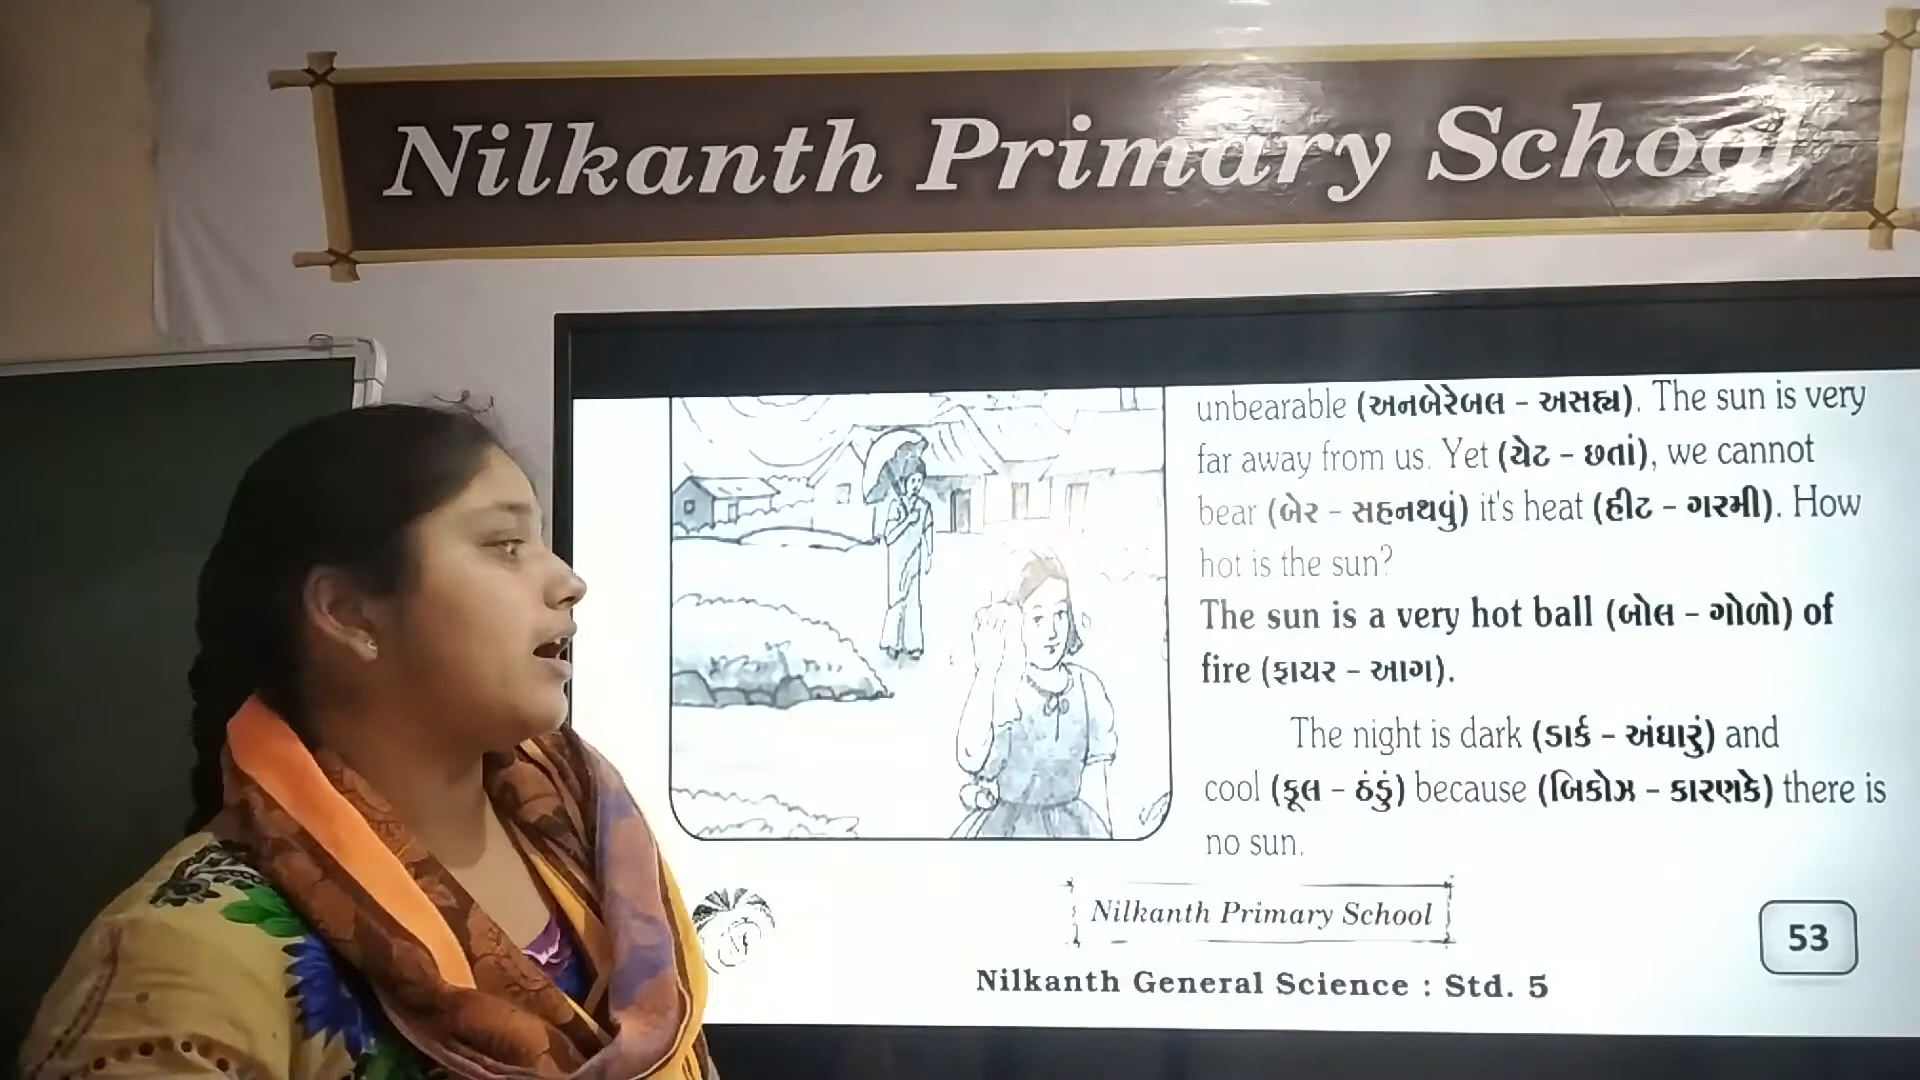 Nilkanth Primary School
unbearable (અનબેરેબલ - અસહ્ય). The sun is very
far away from us. Yet (યેટ - છતાં), we cannot
bear (બેર - સહનથવું) it's heat (હીટ - ગરમી). How
hot is the sun?
The sun is a very hot ball (બોલ - ગોળો) of
fire (ફાયર - આગ).
The night is dark (ડાર્ક - અંધારું) and
cool (કૂલ - ઠંડું) because (બિકોઝ - કારણકે) there is
no sun.
Nilkanth Primary School
53
Nilkanth General Science : Std. 5